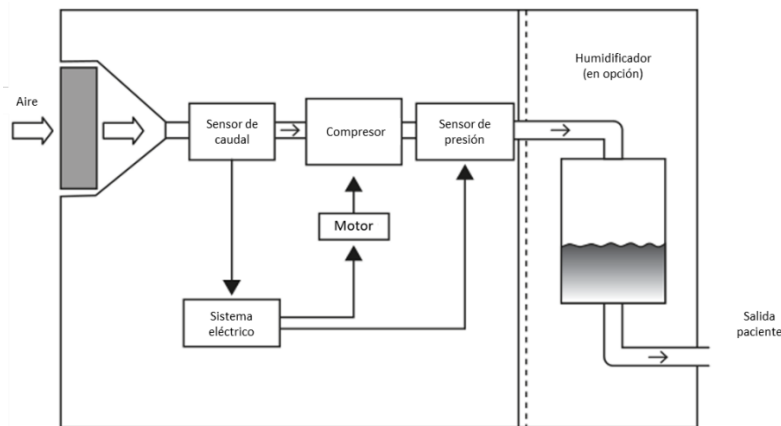 Humidificador
(en opción)
Aire
Sensor de
caudal
Compresor
Sensor de
presión
Motor
Sistema
eléctrico
Salida
paciente